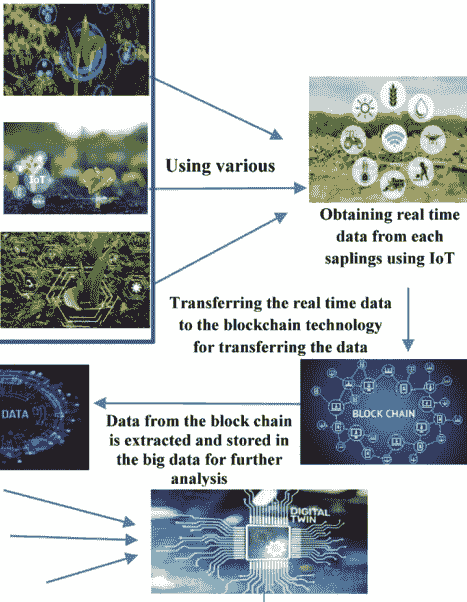 IoT
Using various
Obtaining real time
data from each
saplings using IoT
Transferring the real time data
to the blockchain technology
for transferring the data
DATA
BLOCK CHAIN
Data from the block chain
is extracted and stored in
the big data for further
analysis
DIGITAL
TWIN